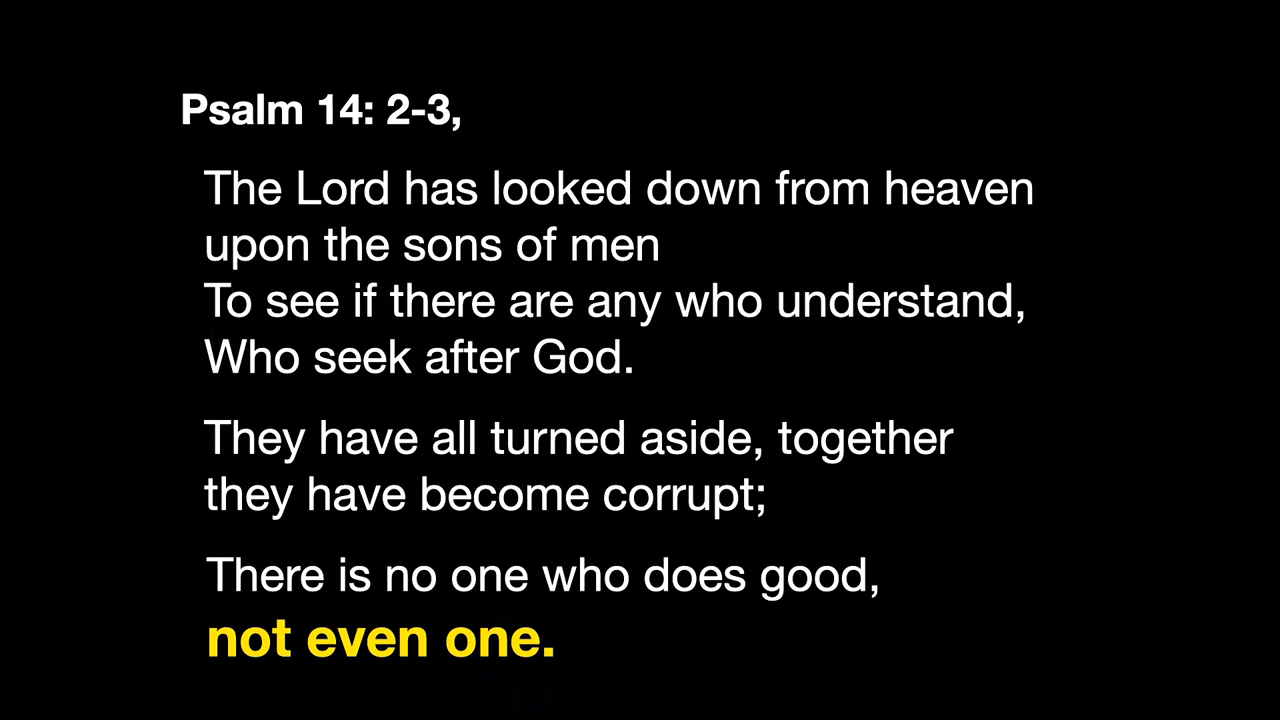 Psalm 14: 2-3,
The Lord has looked down from heaven
upon the sons of men
To see if there are any who understand,
Who seek after God.
They have all turned aside, together
they have become corrupt;
There is no one who does good,
not even one.